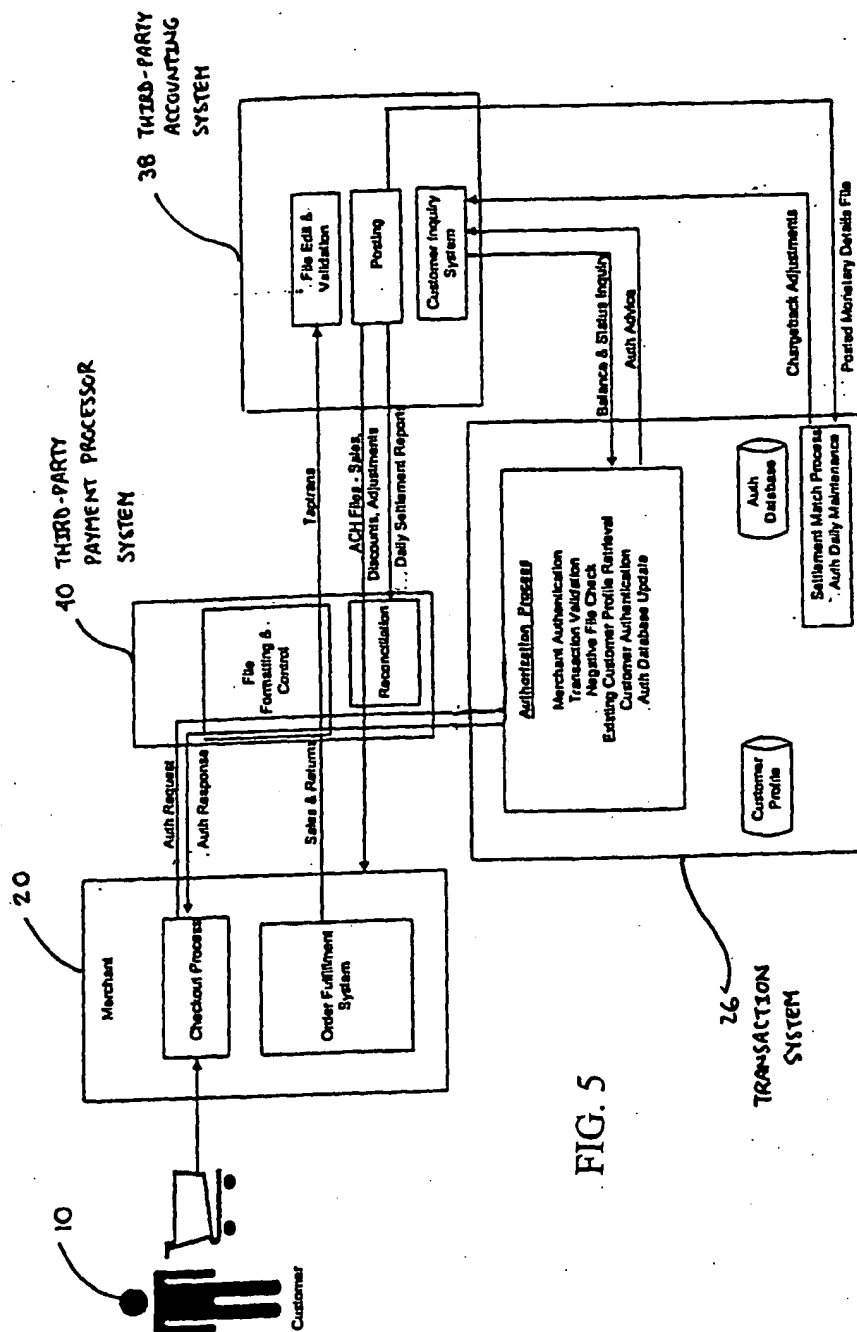 10
Customer
20
Merchant
Checkout Process
Order Fulfillment
System
Auth Request
Auth Response
Sales & Returns
40 THIRD-PARTY
PAYMENT PROCESSOR
SYSTEM
File
Formatting &
Control
Reconciliation
Taptrans
ACH Files - Sales,
Discounts, Adjustments
Daily Settlement Reports
38 THIRD-PARTY
ACCOUNTING
SYSTEM
File Edit &
Validation
Posting
Customer Inquiry
System
Balance & Status Inquiry
Auth Advice
Chargeback Adjustments
Posted Monetary Details File
Authorization Process
Merchant Authentication
Transaction Validation
Negative File Check
Existing Customer Profile Retrieval
Customer Authentication
Auth Database Update
Customer
Profile
Auth
Database
Settlement Match Process
Auth Daily Maintenance
26
TRANSACTION
SYSTEM
FIG. 5